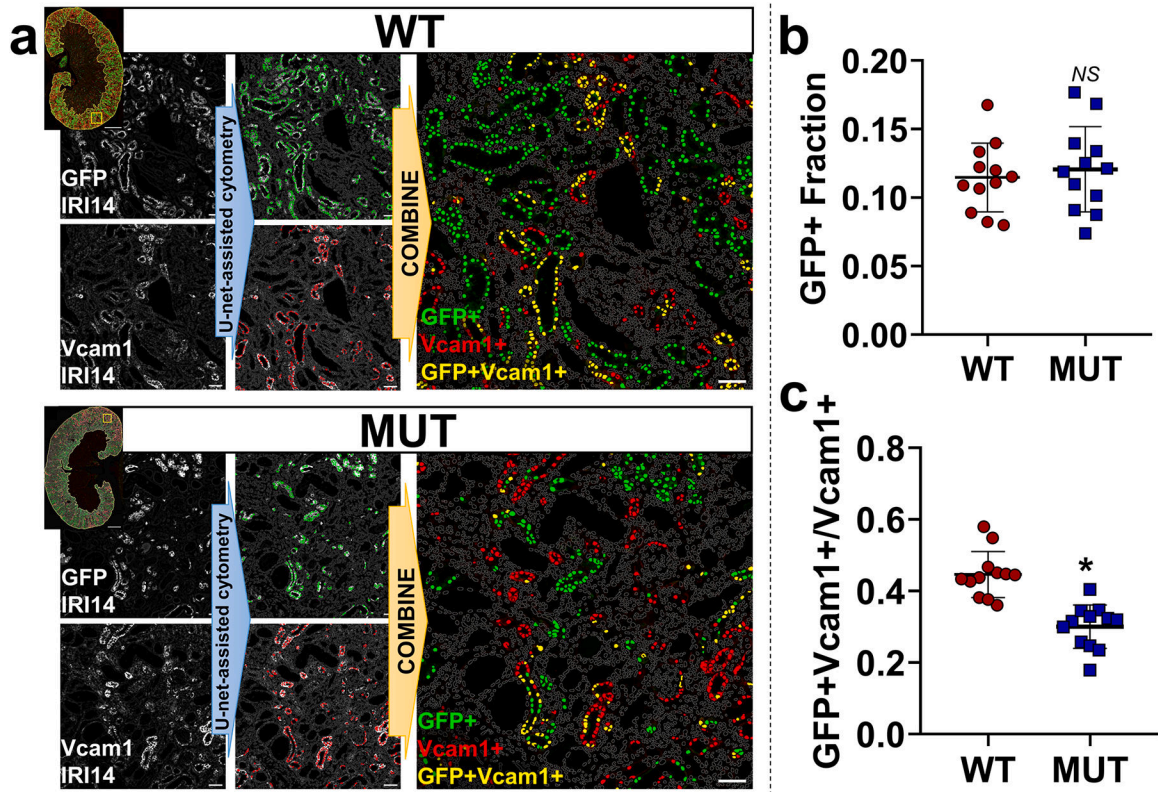 a
WT
GFP
IRI14
Vcam1
IRI14
U-net-assisted cytometry
COMBINE
GFP+
Vcam1+
GFP+Vcam1+
MUT
GFP
IRI14
Vcam1
IRI14
U-net-assisted cytometry
COMBINE
GFP+
Vcam1+
GFP+Vcam1+
b
GFP+ Fraction
0.20
0.15
0.10
0.05
0.00
NS
WT MUT
c
GFP+Vcam1+/Vcam1+
0.8
0.6
0.4
0.2
0.0
*
WT MUT